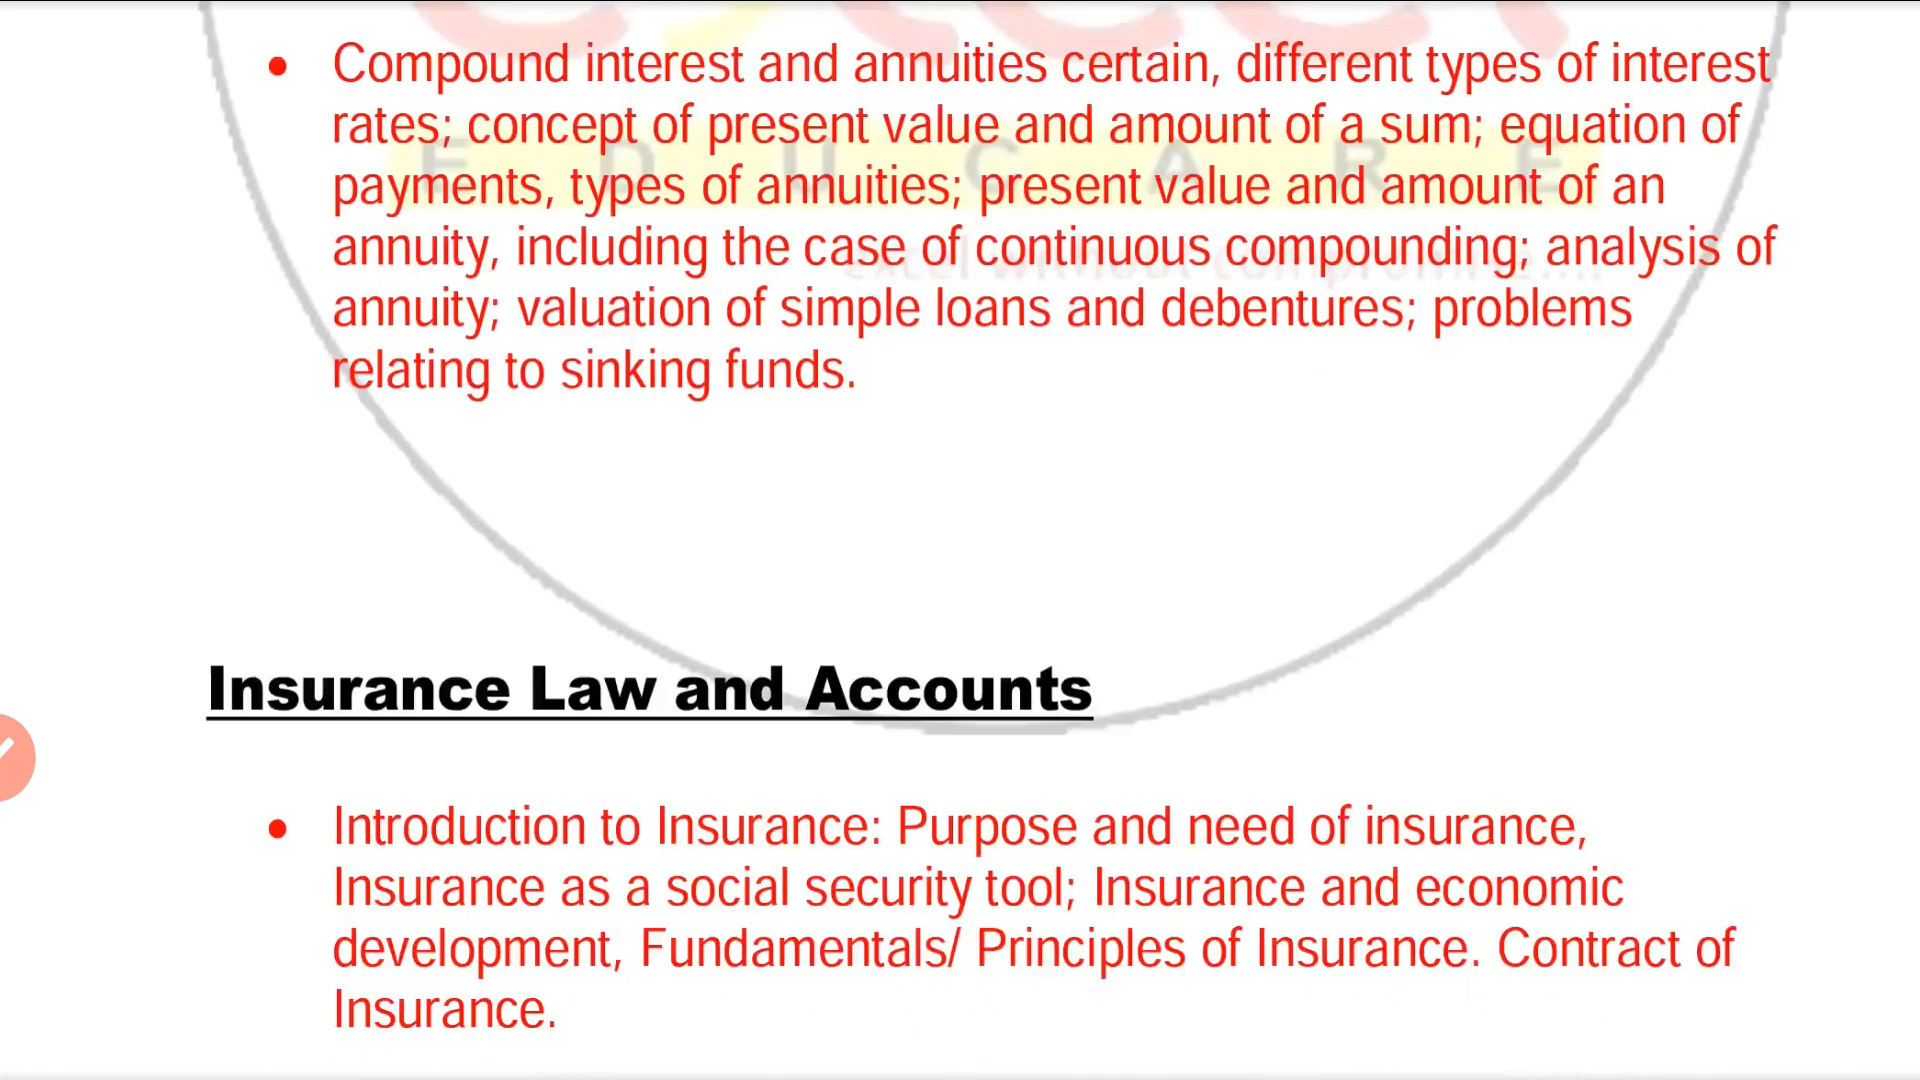 • Compound interest and annuities certain, different types of interest
rates; concept of present value and amount of a sum; equation of
E D U C A R E
payments, types of annuities; present value and amount of an
annuity, including the case of continuous compounding; analysis of
annuity; valuation of simple loans and debentures; problems
relating to sinking funds.
Insurance Law and Accounts
• Introduction to Insurance: Purpose and need of insurance,
Insurance as a social security tool; Insurance and economic
development, Fundamentals/ Principles of Insurance. Contract of
Insurance.